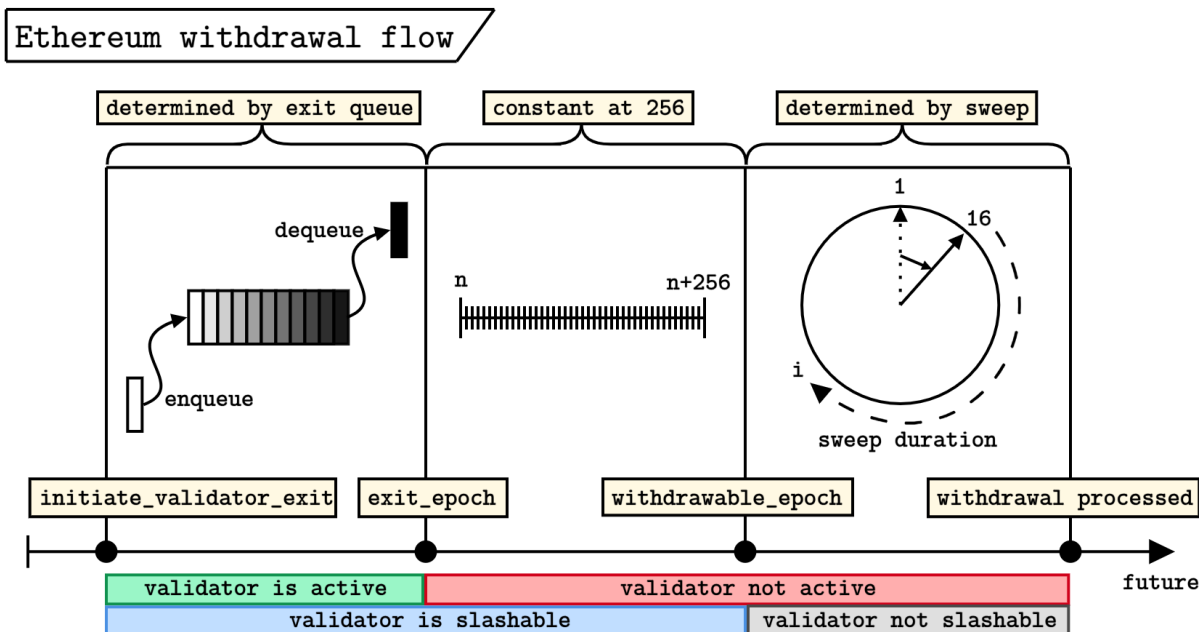 Ethereum withdrawal flow
determined by exit queue
constant at 256
determined by sweep
dequeue
enqueue
n
n+256
1
16
i
sweep duration
initiate_validator_exit
exit_epoch
withdrawable_epoch
withdrawal processed
future
validator is active
validator not active
validator is slashable
validator not slashable